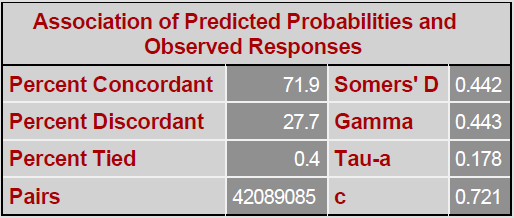 Association of Predicted Probabilities and
Observed Responses
Percent Concordant 71.9 Somers' D 0.442
Percent Discordant 27.7 Gamma 0.443
Percent Tied 0.4 Tau-a 0.178
Pairs 42089085 c 0.721